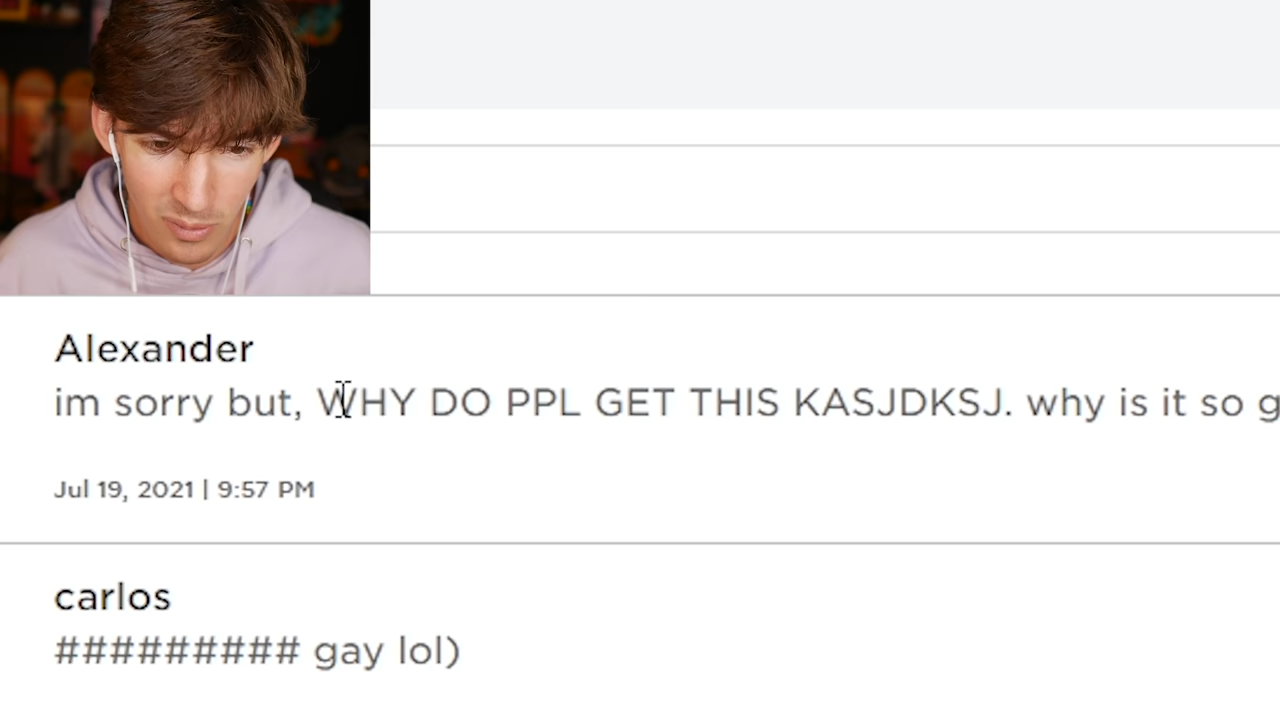 Alexander
im sorry but, WHY DO PPL GET THIS KASJDKSJ. why is it so g
Jul 19, 2021 | 9:57 PM
carlos
######### gay lol)